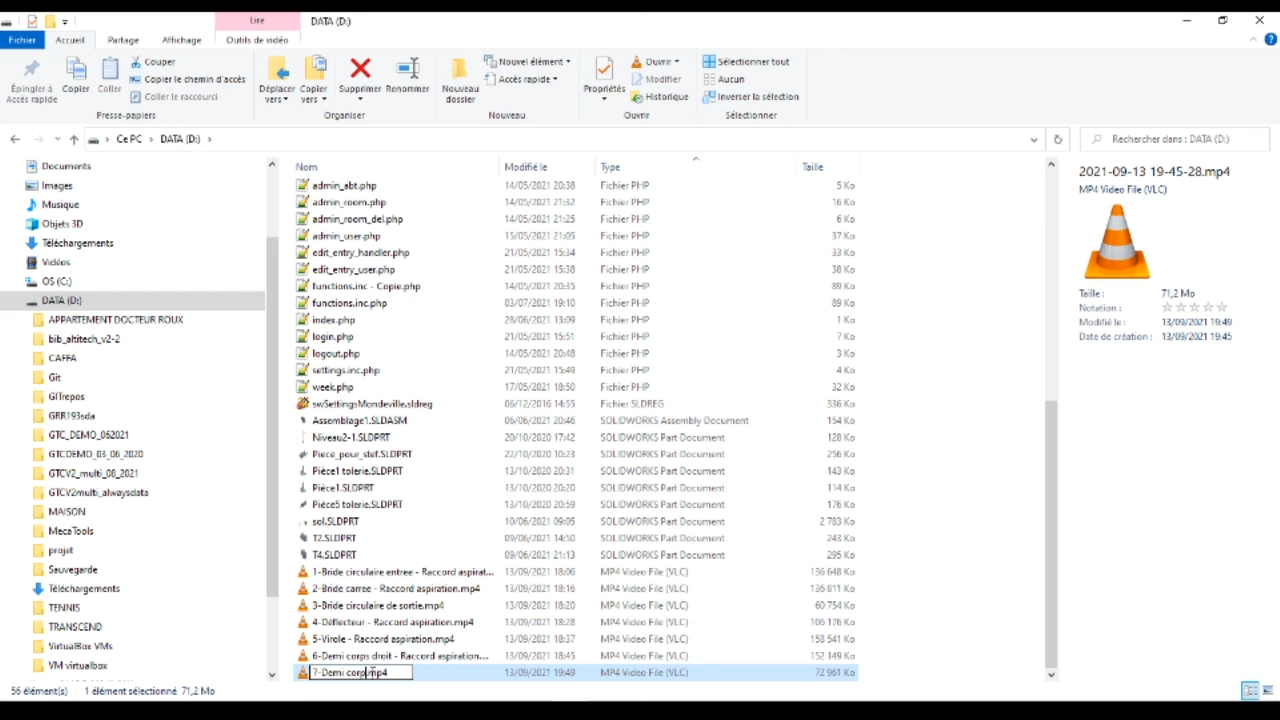 Lire
DATA (D:)
Fichier Accueil Partage Affichage Outils de vidéo
Épingler à Accès rapide
Copier
Coller
Couper
Copier le chemin d'accès
Coller le raccourci
Presse-papiers
Déplacer vers
Copier vers
Supprimer
Renommer
Organiser
Nouveau dossier
Nouvel élément
Accès rapide
Nouveau
Propriétés
Ouvrir
Modifier
Historique
Ouvrir
Sélectionner tout
Aucun
Inverser la sélection
Sélectionner
Ce PC > DATA (D:) >
Rechercher dans : DATA (D:)
Documents
Images
Musique
Objets 3D
Téléchargements
Vidéos
OS (C:)
DATA (D:)
APPARTEMENT DOCTEUR ROUX
bib_altitech_v2-2
CAFFA
Git
GITrepos
GRR193sda
GTC_DEMO_062021
GTCDEMO_03_06_2020
GTCV2_multi_08_2021
GTCV2multi_alwaysdata
MAISON
MecaTools
projet
Sauvegarde
Téléchargements
TENNIS
TRANSCEND
VirtualBox VMs
VM virtualbox
Nom Modifié le Type Taille
admin_abt.php 14/05/2021 20:38 Fichier PHP 5 Ko
admin_room.php 14/05/2021 21:32 Fichier PHP 16 Ko
admin_room_del.php 14/05/2021 21:25 Fichier PHP 6 Ko
admin_user.php 15/05/2021 21:05 Fichier PHP 37 Ko
edit_entry_handler.php 21/05/2021 15:34 Fichier PHP 33 Ko
edit_entry_user.php 21/05/2021 15:38 Fichier PHP 38 Ko
functions.inc - Copie.php 14/05/2021 20:35 Fichier PHP 89 Ko
functions.inc.php 03/07/2021 19:10 Fichier PHP 89 Ko
index.php 28/06/2021 13:09 Fichier PHP 1 Ko
login.php 21/05/2021 15:51 Fichier PHP 7 Ko
logout.php 14/05/2021 20:48 Fichier PHP 3 Ko
settings.inc.php 21/05/2021 15:49 Fichier PHP 4 Ko
week.php 17/05/2021 18:50 Fichier PHP 32 Ko
swSettingsMondeville.sldreg 06/12/2016 14:55 Fichier SLDREG 336 Ko
Assemblage1.SLDASM 06/06/2021 20:46 SOLIDWORKS Assembly Document 154 Ko
Niveau2-1.SLDPRT 20/10/2020 17:42 SOLIDWORKS Part Document 128 Ko
Piece_pour_stef.SLDPRT 22/10/2020 10:23 SOLIDWORKS Part Document 256 Ko
Pièce1 tolerie.SLDPRT 13/10/2020 20:31 SOLIDWORKS Part Document 143 Ko
Pièce1.SLDPRT 13/10/2020 20:20 SOLIDWORKS Part Document 114 Ko
Pièce5 tolerie.SLDPRT 13/10/2020 20:59 SOLIDWORKS Part Document 176 Ko
sol.SLDPRT 10/06/2021 09:05 SOLIDWORKS Part Document 2 783 Ko
T2.SLDPRT 09/06/2021 14:50 SOLIDWORKS Part Document 243 Ko
T4.SLDPRT 09/06/2021 21:13 SOLIDWORKS Part Document 295 Ko
1-Bride circulaire entree - Raccord aspirat... 13/09/2021 18:06 MP4 Video File (VLC) 136 648 Ko
2-Bride carree - Raccord aspiration.mp4 13/09/2021 18:16 MP4 Video File (VLC) 136 811 Ko
3-Bride circulaire de sortie.mp4 13/09/2021 18:20 MP4 Video File (VLC) 60 754 Ko
4-Déflecteur - Raccord aspiration.mp4 13/09/2021 18:28 MP4 Video File (VLC) 106 176 Ko
5-Virole - Raccord aspiration.mp4 13/09/2021 18:37 MP4 Video File (VLC) 158 541 Ko
6-Demi corps droit - Raccord aspiration.... 13/09/2021 18:45 MP4 Video File (VLC) 152 149 Ko
7-Demi corp.mp4 13/09/2021 19:49 MP4 Video File (VLC) 72 961 Ko
2021-09-13 19-45-28.mp4
MP4 Video File (VLC)
Taille : 71,2 Mo
Notation :
Modifié le : 13/09/2021 19:49
Date de création : 13/09/2021 19:45
56 élément(s) 1 élément sélectionné 71,2 Mo